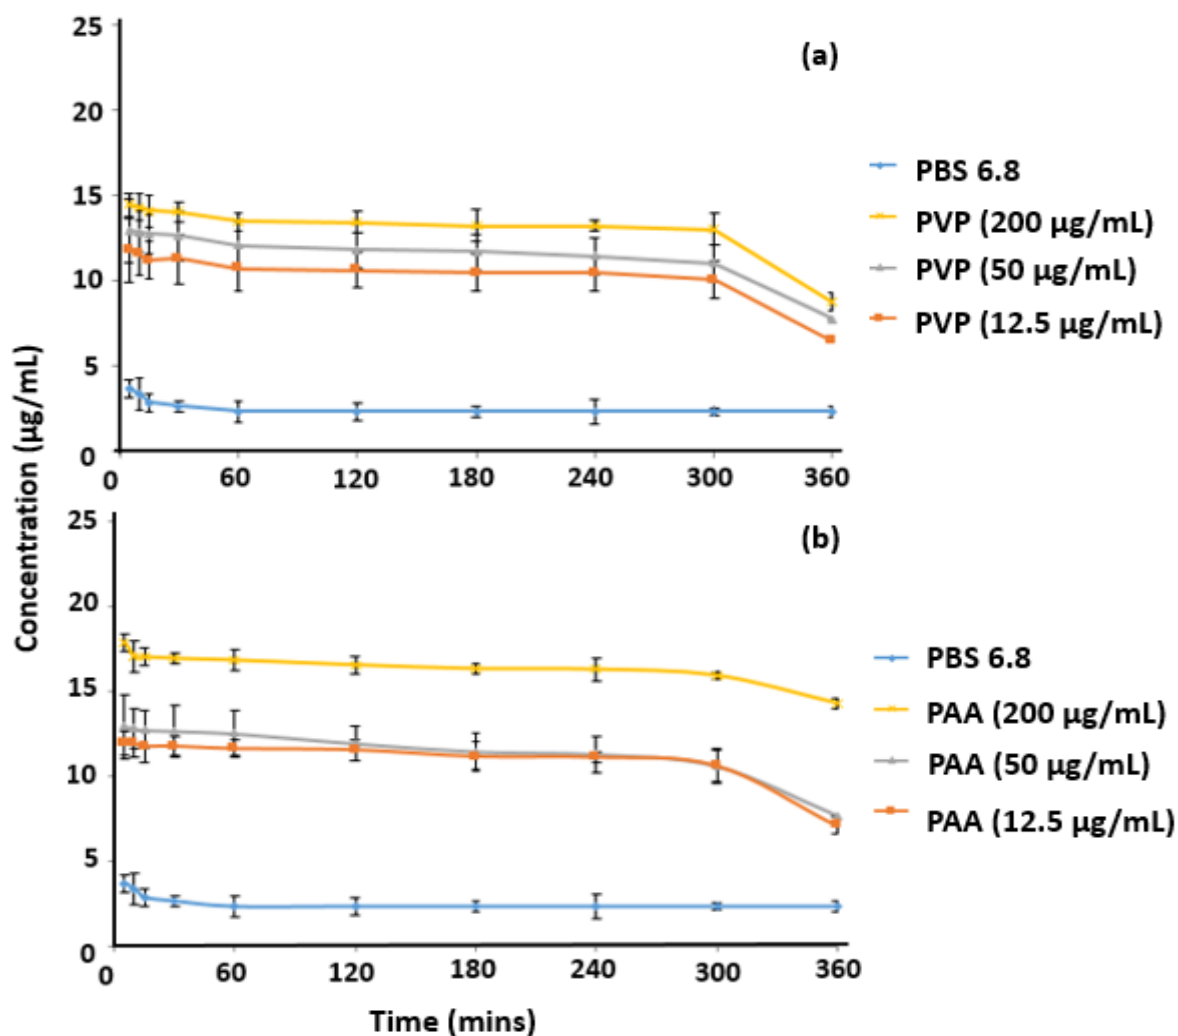 25
(a)
20
PBS 6.8
15
PVP (200 µg/mL)
PVP (50 µg/mL)
10
PVP (12.5 µg/mL)
5
0
0 60 120 180 240 300 360
Concentration (µg/mL)
25
(b)
20
PBS 6.8
15
PAA (200 µg/mL)
PAA (50 µg/mL)
10
PAA (12.5 µg/mL)
5
0
0 60 120 180 240 300 360
Time (mins)